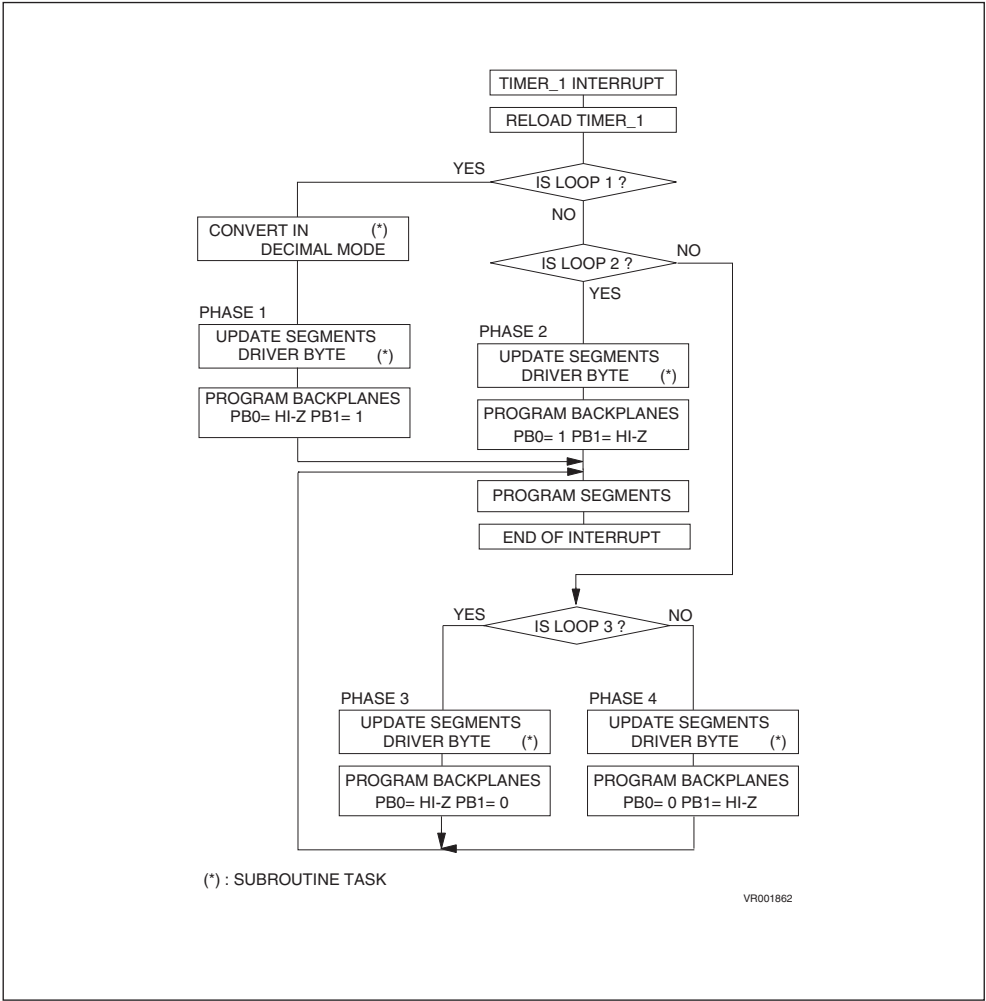 TIMER_1 INTERRUPT
RELOAD TIMER_1
YES
IS LOOP 1 ?
NO
CONVERT IN (*)
DECIMAL MODE
IS LOOP 2 ?
NO
YES
PHASE 1
UPDATE SEGMENTS
DRIVER BYTE (*)
PROGRAM BACKPLANES
PB0= HI-Z PB1= 1
PHASE 2
UPDATE SEGMENTS
DRIVER BYTE (*)
PROGRAM BACKPLANES
PB0= 1 PB1= HI-Z
PROGRAM SEGMENTS
END OF INTERRUPT
YES
IS LOOP 3 ?
NO
PHASE 3
UPDATE SEGMENTS
DRIVER BYTE (*)
PROGRAM BACKPLANES
PB0= HI-Z PB1= 0
PHASE 4
UPDATE SEGMENTS
DRIVER BYTE (*)
PROGRAM BACKPLANES
PB0= 0 PB1= HI-Z
(*) : SUBROUTINE TASK
VR001862